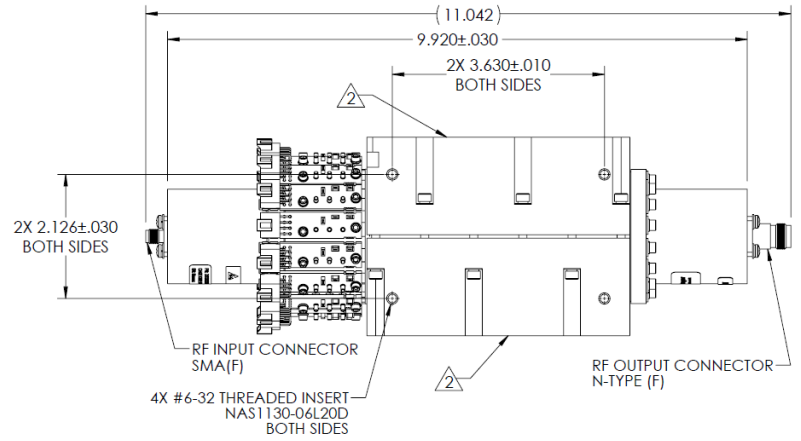 (11.042)
9.920±.030
2X 3.630±.010
BOTH SIDES
2
2X 2.126±.030
BOTH SIDES
RF INPUT CONNECTOR
SMA(F)
RF OUTPUT CONNECTOR
N-TYPE (F)
2
4X #6-32 THREADED INSERT
NAS1130-06L20D
BOTH SIDES